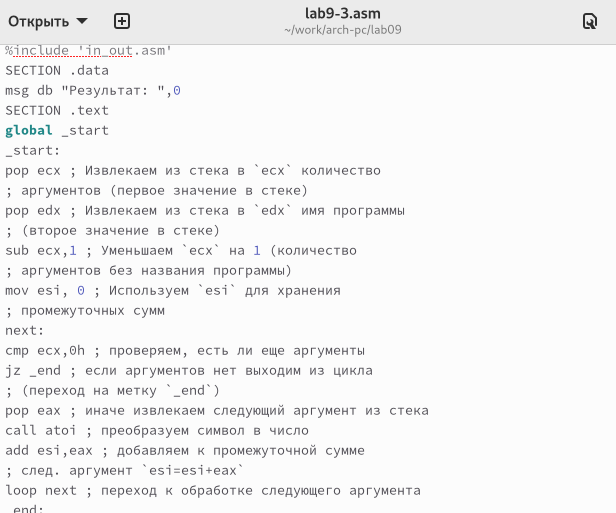 Открыть
lab9-3.asm
~/work/arch-pc/lab09
%include 'in_out.asm'
SECTION .data
msg db "Результат: ",0
SECTION .text
global _start
_start:
pop ecx ; Извлекаем из стека в `ecx` количество
; аргументов (первое значение в стеке)
pop edx ; Извлекаем из стека в `edx` имя программы
; (второе значение в стеке)
sub ecx,1 ; Уменьшаем `ecx` на 1 (количество
; аргументов без названия программы)
mov esi, 0 ; Используем `esi` для хранения
; промежуточных сумм
next:
cmp ecx,0h ; проверяем, есть ли еще аргументы
jz _end ; если аргументов нет выходим из цикла
; (переход на метку `_end`)
pop eax ; иначе извлекаем следующий аргумент из стека
call atoi ; преобразуем символ в число
add esi,eax ; добавляем к промежуточной сумме
; след. аргумент `esi=esi+eax`
loop next ; переход к обработке следующего аргумента
_end: